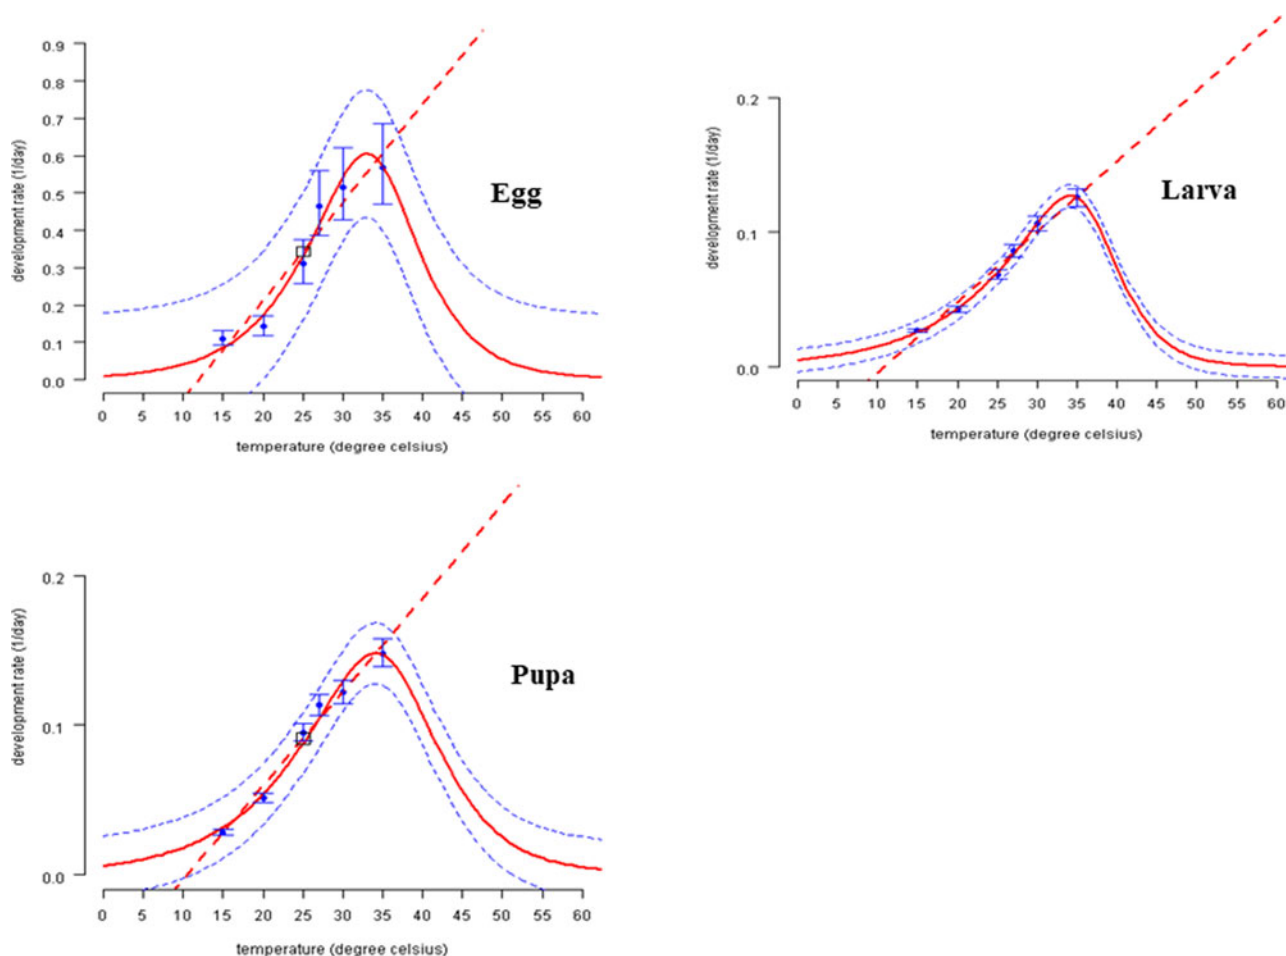 0.9
0.8
0.7
0.6
0.5
0.4
0.3
0.2
0.1
0.0
development rate (1/day)
Egg
0 5 10 15 20 25 30 35 40 45 50 55 60
temperature (degree celsius)
0.2
0.1
0.0
development rate (1/day)
Larva
0 5 10 15 20 25 30 35 40 45 50 55 60
temperature (degree celsius)
0.2
0.1
0.0
development rate (1/day)
Pupa
0 5 10 15 20 25 30 35 40 45 50 55 60
temperature (degree celsius)